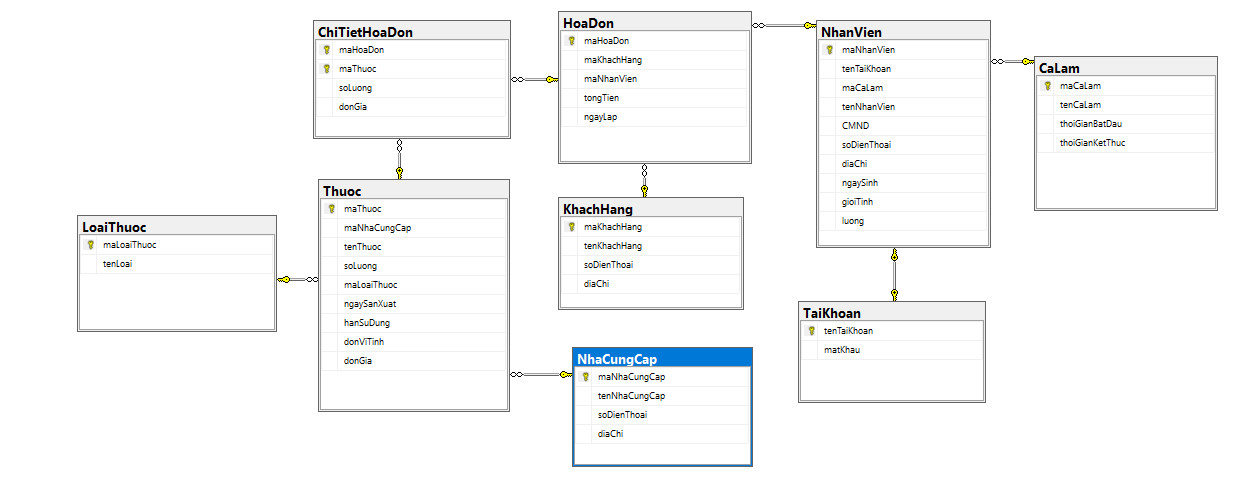 ChiTietHoaDon
maHoaDon
maThuoc
soLuong
donGia
HoaDon
maHoaDon
maKhachHang
maNhanVien
tongTien
ngayLap
NhanVien
maNhanVien
tenTaiKhoan
maCaLam
tenNhanVien
CMND
soDienThoai
diaChi
ngaySinh
gioiTinh
luong
CaLam
maCaLam
tenCaLam
thoiGianBatDau
thoiGianKetThuc
LoaiThuoc
maLoaiThuoc
tenLoai
Thuoc
maThuoc
maNhaCungCap
tenThuoc
soLuong
maLoaiThuoc
ngaySanXuat
hanSuDung
donViTinh
donGia
KhachHang
maKhachHang
tenKhachHang
soDienThoai
diaChi
TaiKhoan
tenTaiKhoan
matKhau
NhaCungCap
maNhaCungCap
tenNhaCungCap
soDienThoai
diaChi